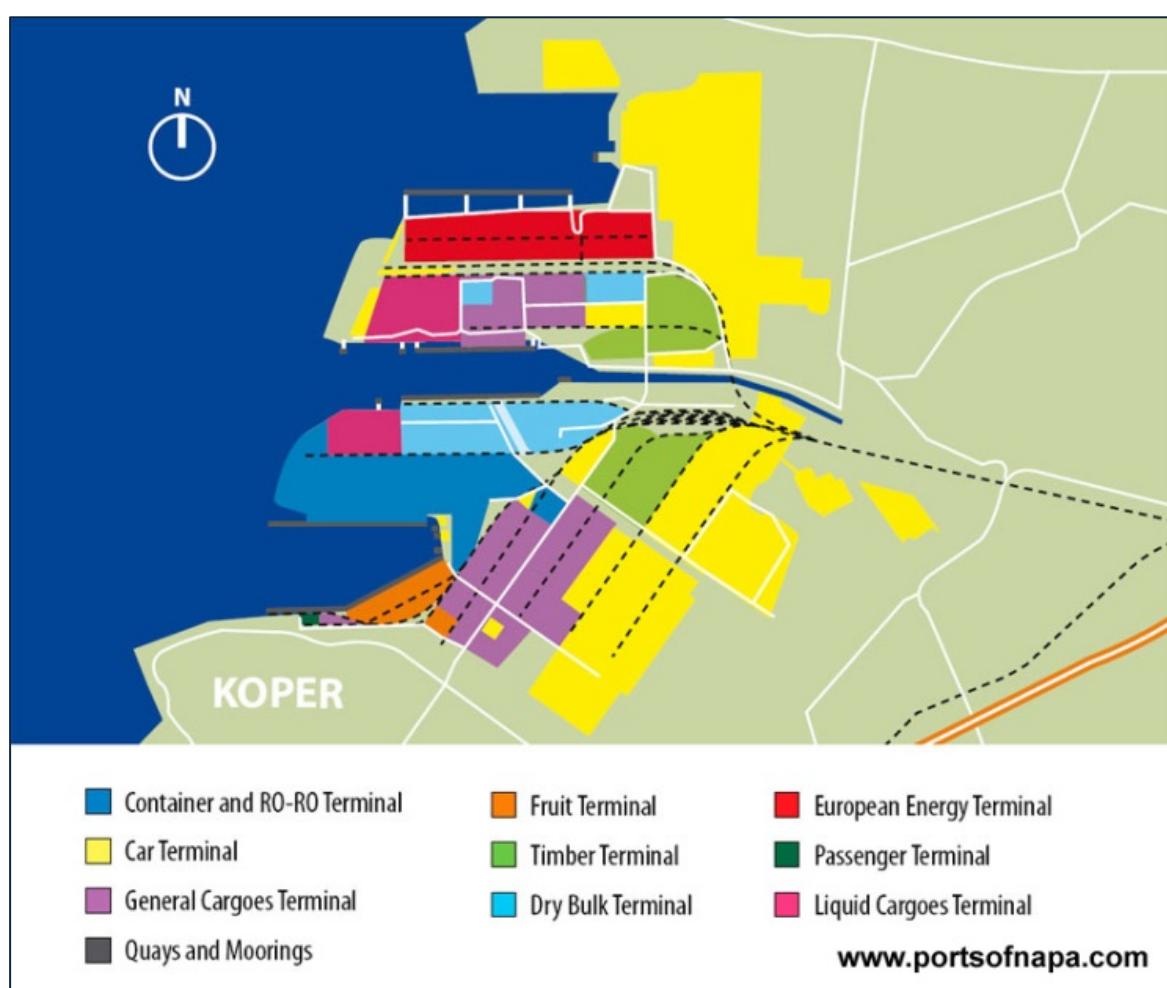 N
KOPER
Container and RO-RO Terminal
Car Terminal
General Cargoes Terminal
Quays and Moorings
Fruit Terminal
Timber Terminal
Dry Bulk Terminal
European Energy Terminal
Passenger Terminal
Liquid Cargoes Terminal
www.portsofnapa.com